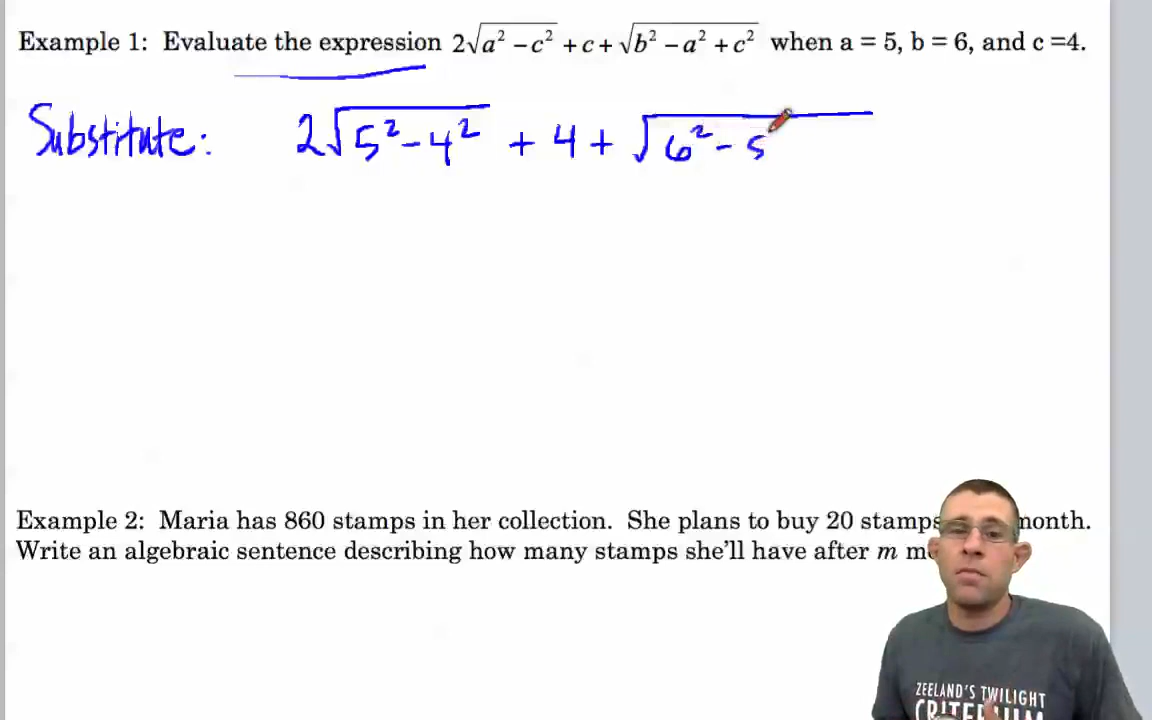 Example 1: Evaluate the expression 2√(a² − c²) + c + √(b² − a² + c²) when a = 5, b = 6, and c =4.
Substitute: 2√(5² − 4²) + 4 + √(6² − 5
Example 2: Maria has 860 stamps in her collection. She plans to buy 20 stamps month.
Write an algebraic sentence describing how many stamps she'll have after m
ZEELAND'S TWILIGHT
CRITERIUM